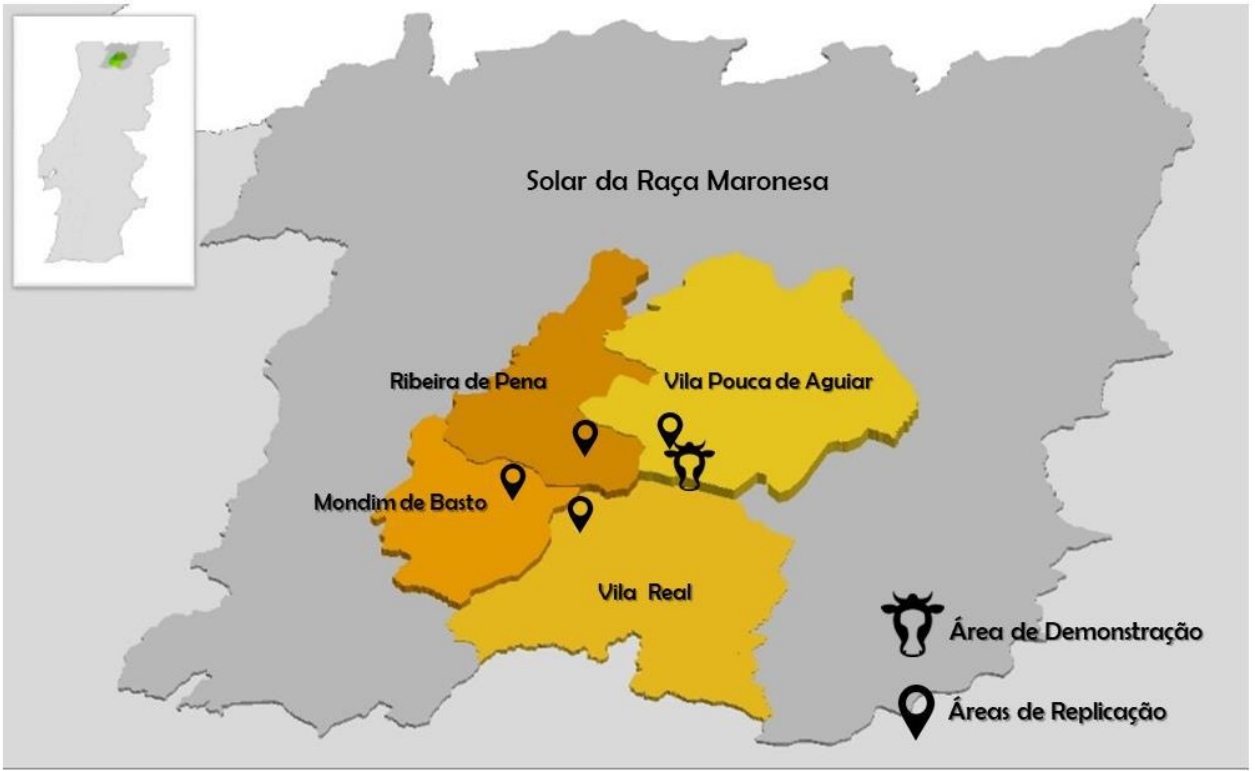 Solar da Raça Maronesa
Ribeira de Pena
Vila Pouca de Aguiar
Mondim de Basto
Vila Real
Área de Demonstração
Áreas de Replicação